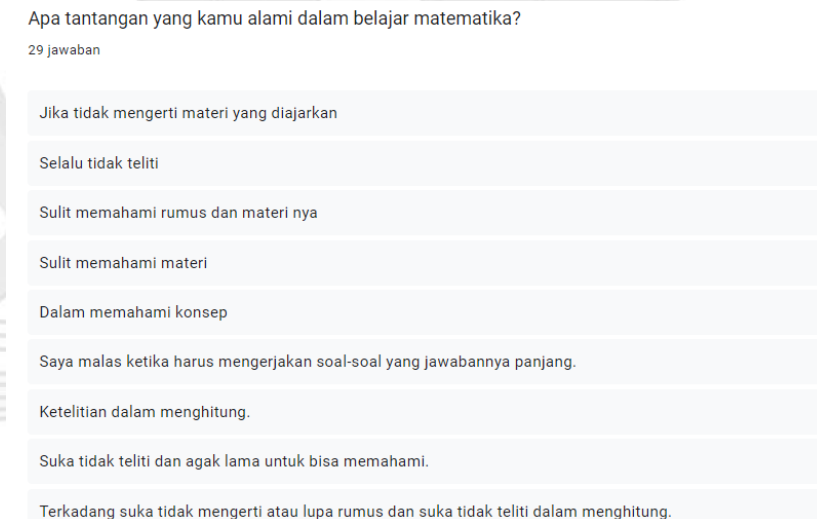 Apa tantangan yang kamu alami dalam belajar matematika?
29 jawaban
Jika tidak mengerti materi yang diajarkan
Selalu tidak teliti
Sulit memahami rumus dan materi nya
Sulit memahami materi
Dalam memahami konsep
Saya malas ketika harus mengerjakan soal-soal yang jawabannya panjang.
Ketelitian dalam menghitung.
Suka tidak teliti dan agak lama untuk bisa memahami.
Terkadang suka tidak mengerti atau lupa rumus dan suka tidak teliti dalam menghitung.